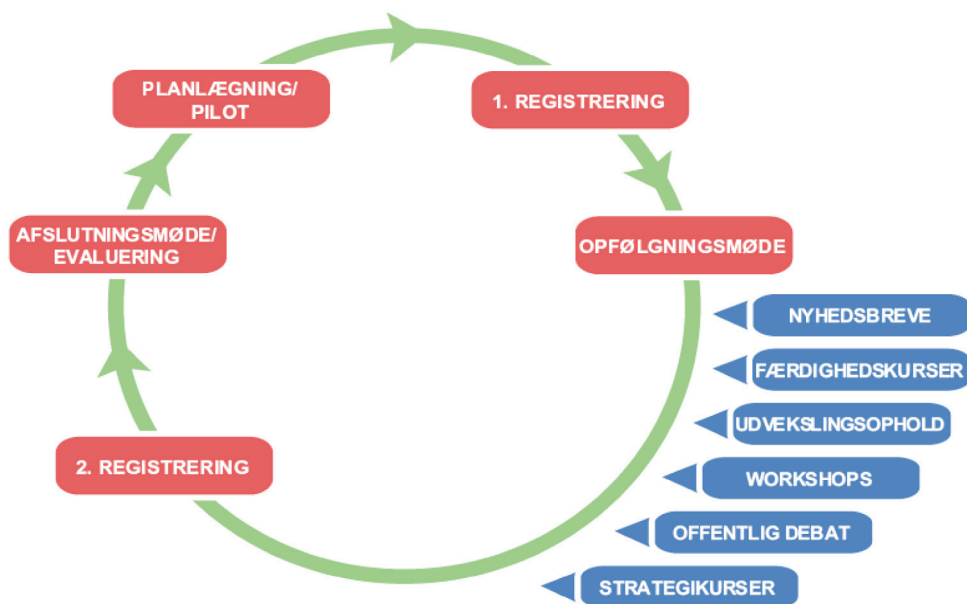 PLANLÆGNING/
PILOT
1. REGISTRERING
AFSLUTNINGSMØDE/
EVALUERING
OPFØLGNINGSMØDE
NYHEDSBREVE
FÆRDIGHEDSKURSER
UDVEKSLINGSOPHOLD
2. REGISTRERING
WORKSHOPS
OFFENTLIG DEBAT
STRATEGIKURSER